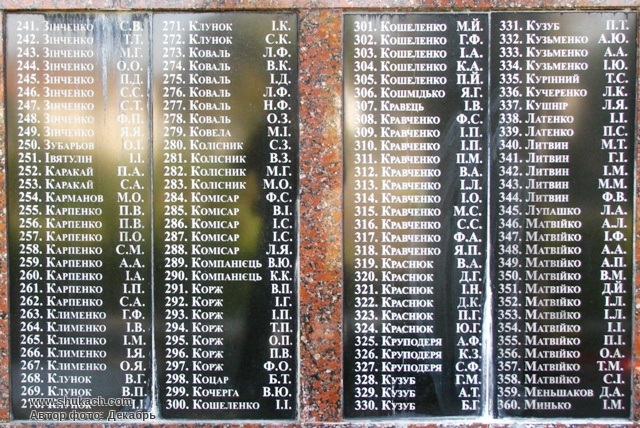 241. Зінченко С.В.
242. Зінченко І.П.
243. Зінченко М.Г.
244. Зінченко О.О.
245. Зінченко П.Д.
246. Зінченко С.С.
247. Зінченко С.Т.
248. Зінченко Ф.П.
249. Зінченко Я.Я.
250. Зубарьов О.І.
251. Івятулін І.І.
252. Каракай П.А.
253. Каракай С.А.
254. Карманов М.О.
255. Карпенко П.В.
256. Карпенко П.В.
257. Карпенко П.О.
258. Карпенко С.М.
259. Карпенко А.А.
260. Карпенко І.А.
261. Карпенко І.П.
262. Карпенко С.А.
263. Клименко Г.Ф.
264. Клименко І.В.
265. Клименко І.М.
266. Клименко І.Я.
267. Клименко О.Я.
268. Клунок В.Г.
269. Клунок В.П.
270. Клунок І.І.
271. Клунок І.К.
272. Клунок С.К.
273. Коваль Л.Ф.
274. Коваль В.К.
275. Коваль І.Д.
276. Коваль Л.Ф.
277. Коваль Н.Ф.
278. Коваль О.З.
279. Ковела М.І.
280. Колісник С.З.
281. Колісник В.З.
282. Колісник М.Г.
283. Колісник М.О.
284. Комісар Ф.С.
285. Комісар В.І.
286. Комісар І.С.
287. Комісар І.С.
288. Комісар Л.Я.
289. Компанієць В.Ю.
290. Компанієць К.К.
291. Корж В.П.
292. Корж І.Г.
293. Корж І.П.
294. Корж Т.П.
295. Корж О.П.
296. Корж П.В.
297. Корж Ф.О.
298. Коцар Б.Т.
299. Кочерга В.Ю.
300. Кошеленко І.І.
301. Кошеленко М.Й.
302. Кошеленко Г.Ф.
303. Кошеленко І.А.
304. Кошеленко К.А.
305. Кошеленко П.Й.
306. Кошмідько Я.Г.
307. Кравець І.В.
308. Кравченко Ф.С.
309. Кравченко І.П.
310. Кравченко Г.І.
311. Кравченко П.М.
312. Кравченко В.А.
313. Кравченко І.Л.
314. Кравченко І.О.
315. Кравченко М.С.
316. Кравченко С.С.
317. Кравченко Ф.А.
318. Кравченко Я.П.
319. Краснюк В.А.
320. Краснюк Д.Г.
321. Краснюк І.Н.
322. Краснюк Д.К.
323. Краснюк П.Г.
324. Краснюк Ю.Г.
325. Круподеря А.Ф.
326. Круподеря К.З.
327. Круподеря С.Ф.
328. Кузуб Г.М.
329. Кузуб А.Т.
330. Кузуб Б.Г.
331. Кузуб П.Т.
332. Кузьменко А.Ю.
333. Кузьменко А.А.
334. Кузьменко І.Ю.
335. Курінний Т.С.
336. Кучеренко Л.К.
337. Кушнір Л.Я.
338. Латенко І.І.
339. Латенко П.С.
340. Литвин М.Т.
341. Литвин Г.І.
342. Литвин І.М.
343. Литвин М.М.
344. Литвин Ф.В.
345. Лупашко Л.А.
346. Матвійко А.Л.
347. Матвійко І.Ф.
348. Матвійко А.А.
349. Матвійко А.П.
350. Матвійко В.М.
351. Матвійко Д.Й.
352. Матвійко І.Л.
353. Матвійко І.Л.
354. Матвійко І.І.
355. Матвійко П.І.
356. Матвійко О.А.
357. Матвійко Т.М.
358. Матвійко С.І.
359. Меньшаков Д.А.
360. Минько І.М.
www.shukach.com
Автор фото: Декабрь